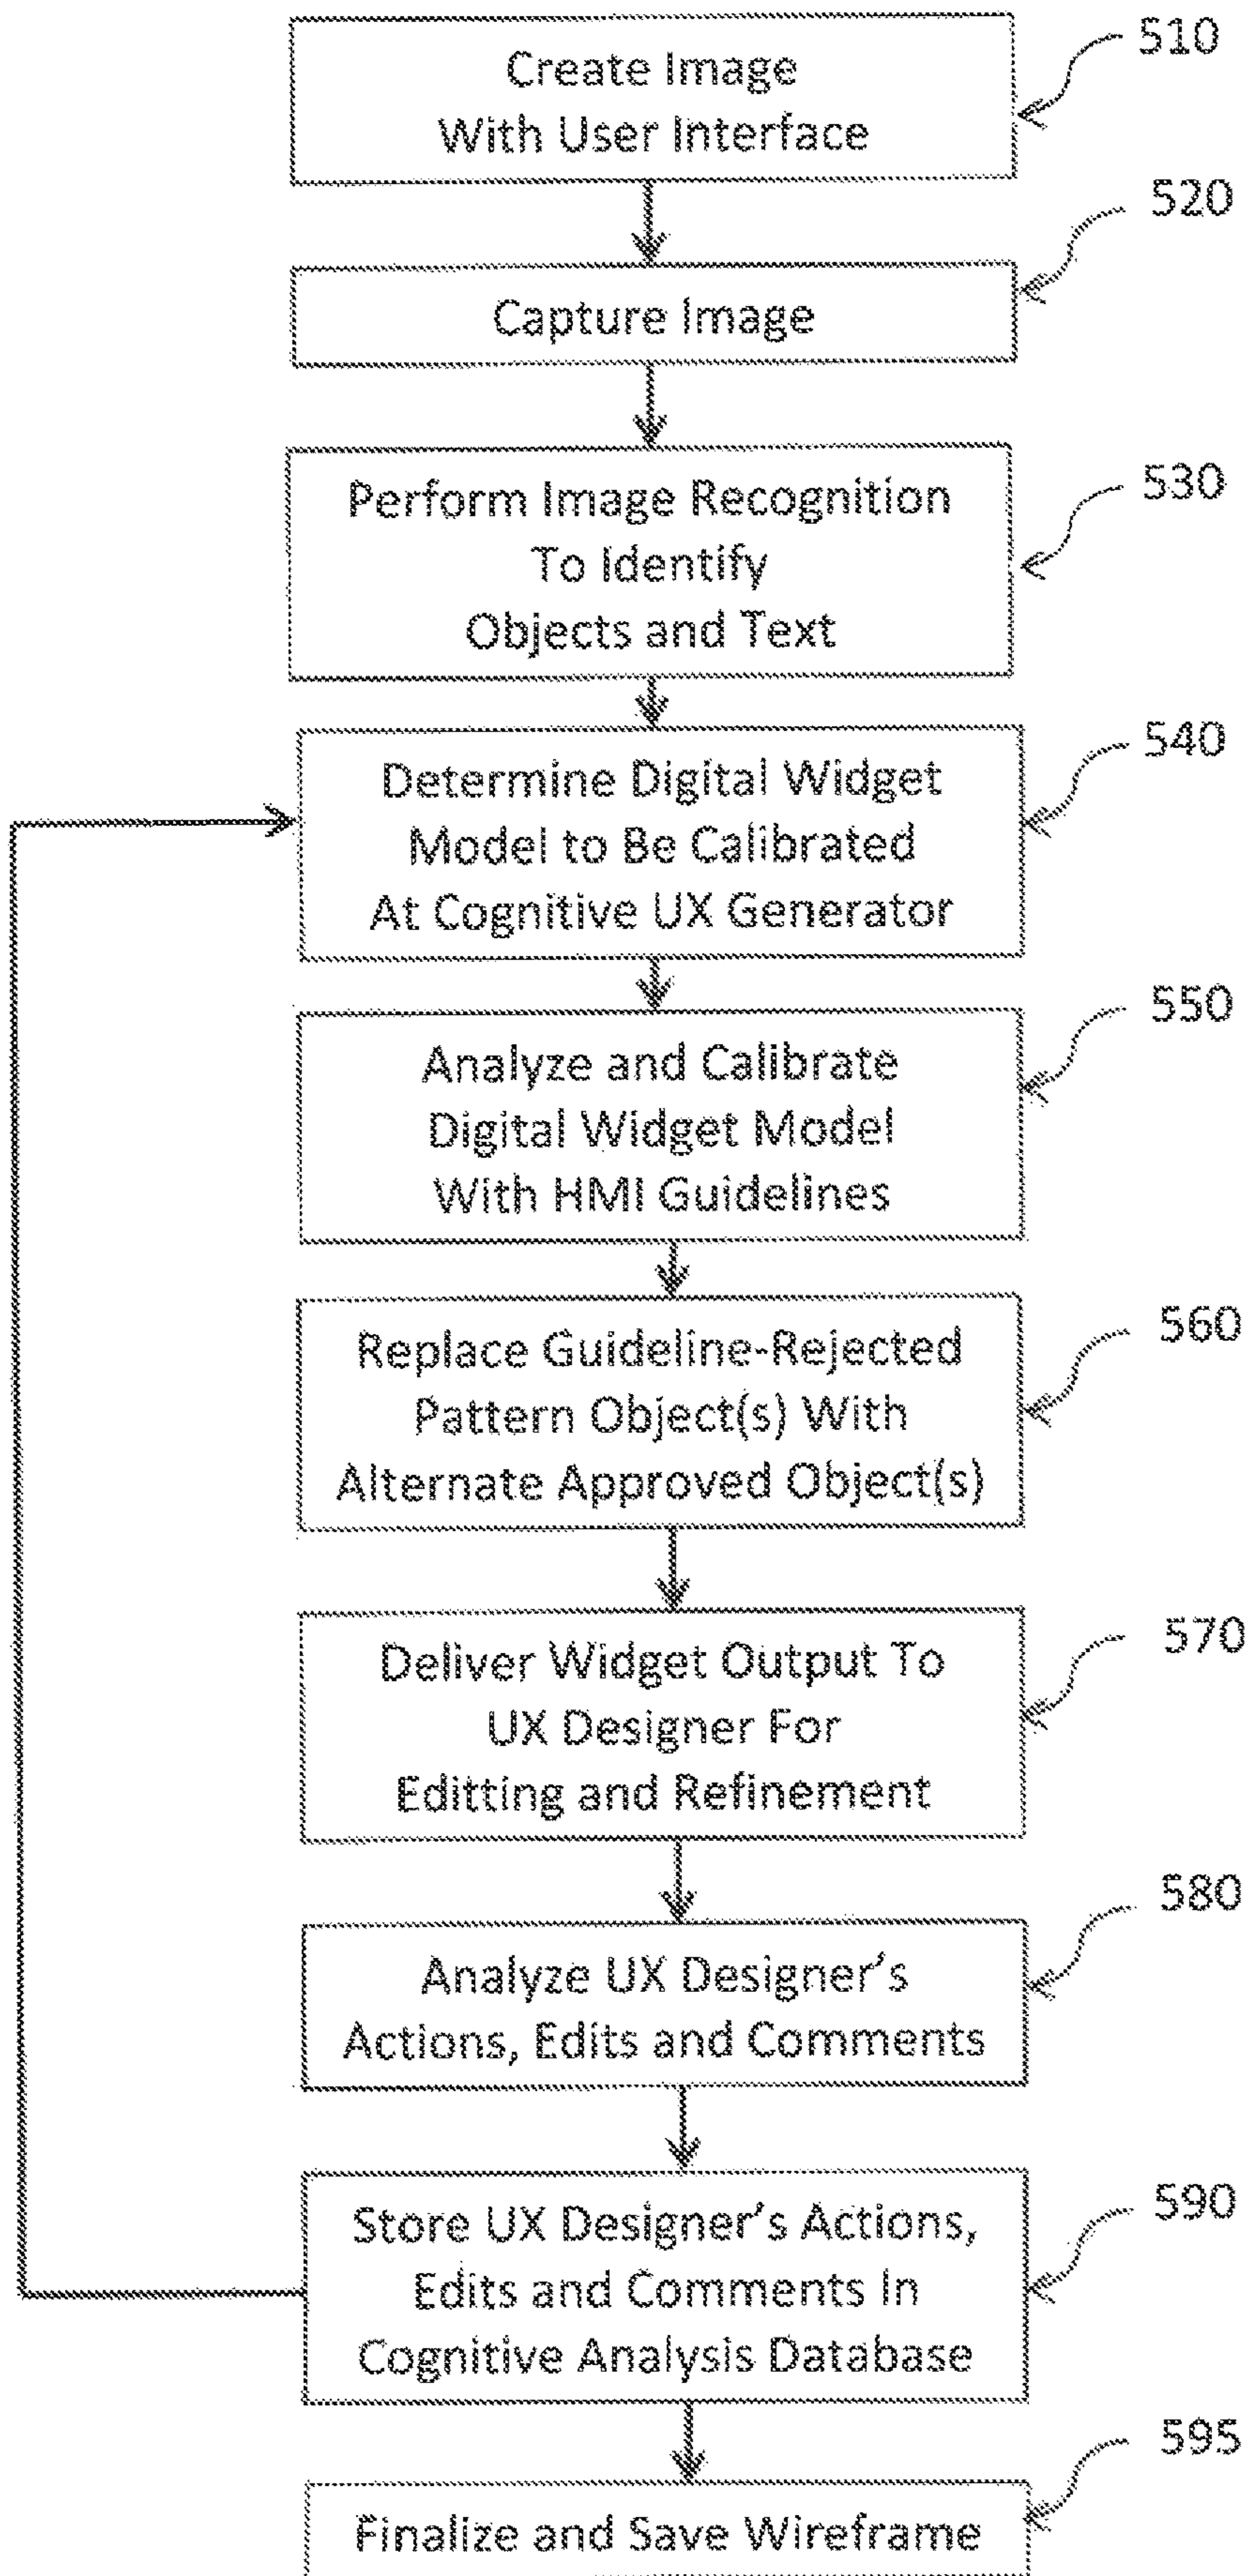 Create Image
With User Interface
510
Capture Image
520
Perform Image Recognition
To Identify
Objects and Text
530
Determine Digital Widget
Model to Be Calibrated
At Cognitive UX Generator
540
Analyze and Calibrate
Digital Widget Model
With HMI Guidelines
550
Replace Guideline-Rejected
Pattern Object(s) With
Alternate Approved Object(s)
560
Deliver Widget Output To
UX Designer For
Editting and Refinement
570
Analyze UX Designer's
Actions, Edits and Comments
580
Store UX Designer's Actions,
Edits and Comments In
Cognitive Analysis Database
590
Finalize and Save Wireframe
595